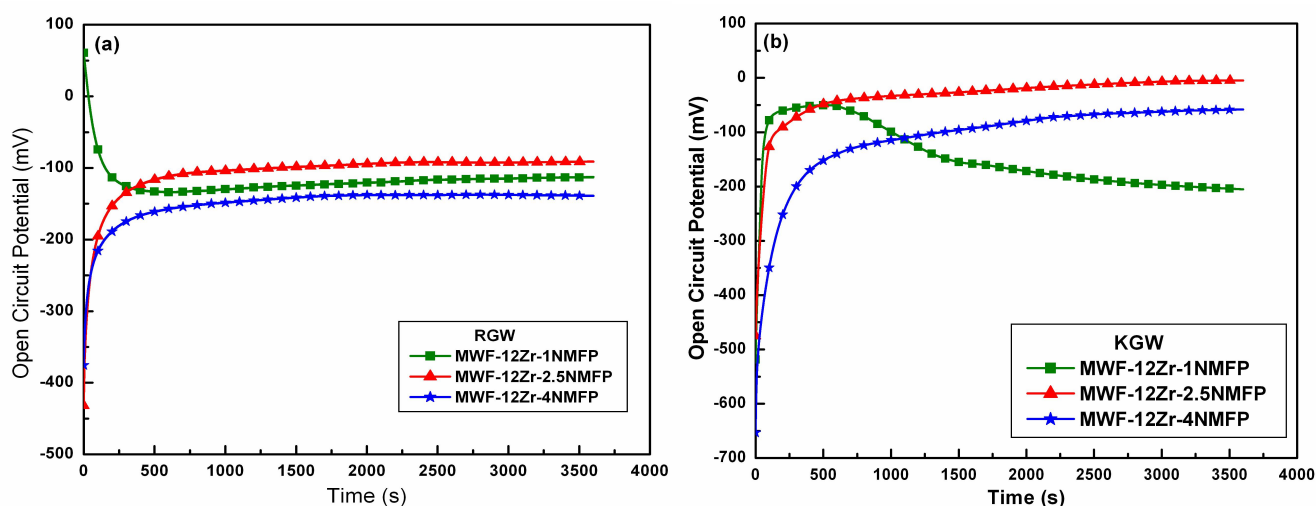 (a)
Open Circuit Potential (mV)
100
0
-100
-200
-300
-400
-500
RGW
MWF-12Zr-1NMFP
MWF-12Zr-2.5NMFP
MWF-12Zr-4NMFP
0 500 1000 1500 2000 2500 3000 3500 4000
Time (s)
(b)
Open Circuit Potential (mV)
100
0
-100
-200
-300
-400
-500
-600
-700
KGW
MWF-12Zr-1NMFP
MWF-12Zr-2.5NMFP
MWF-12Zr-4NMFP
0 500 1000 1500 2000 2500 3000 3500 4000
Time (s)